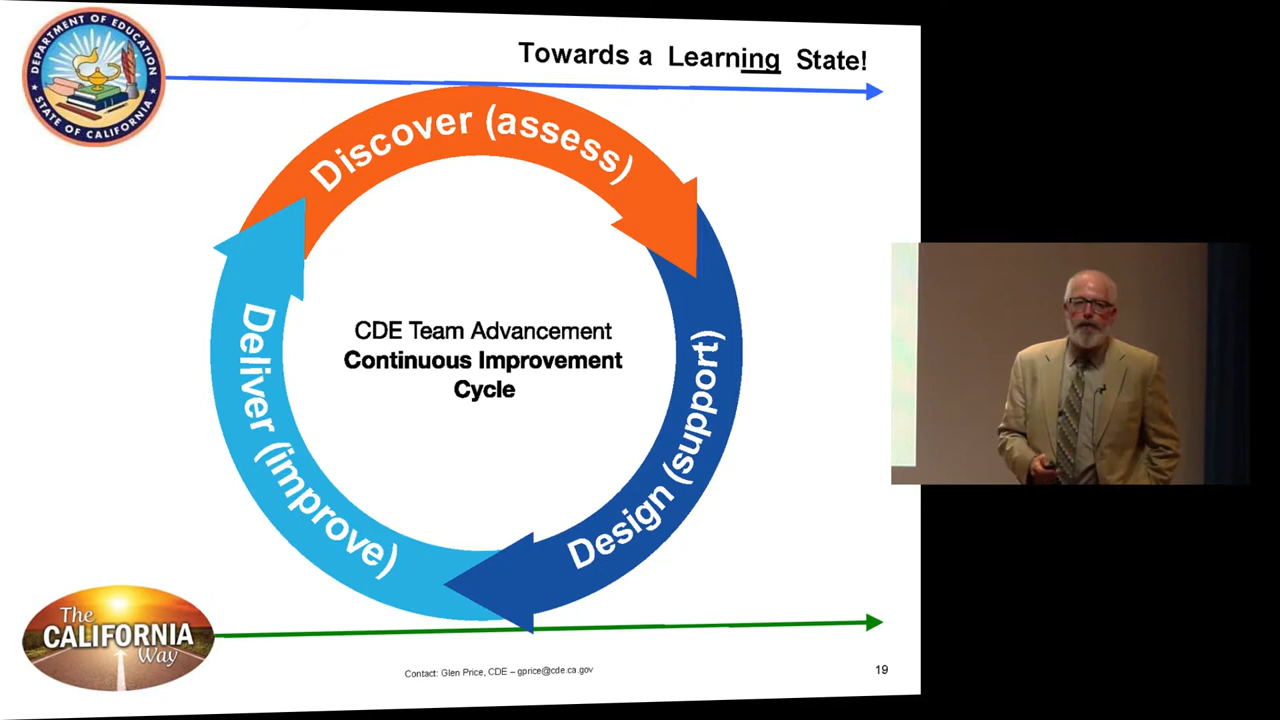 DEPARTMENT OF EDUCATION
STATE OF CALIFORNIA
Towards a Learning State!
Discover (assess)
Design (support)
Deliver (improve)
CDE Team Advancement
Continuous Improvement
Cycle
The
CALIFORNIA
Way
Contact: Glen Price, CDE – gprice@cde.ca.gov
19